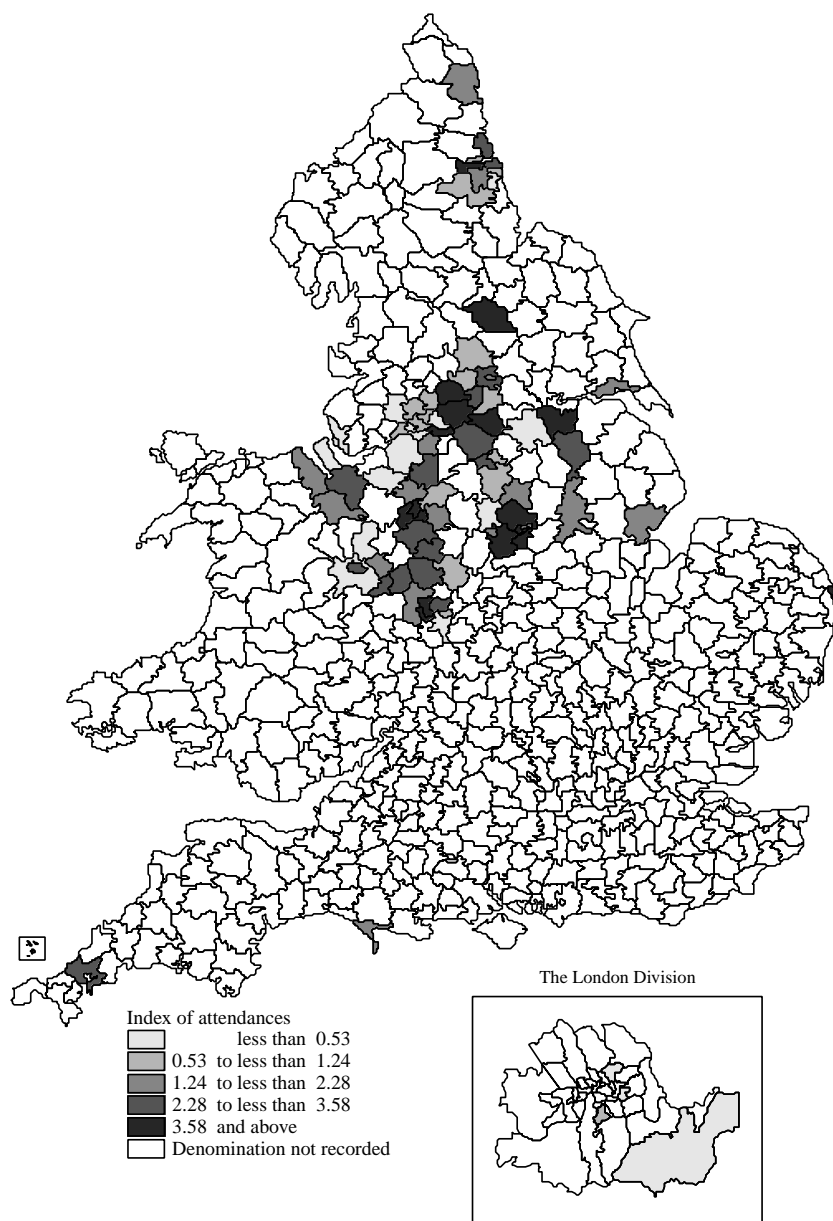 The London Division
Index of attendances
less than 0.53
0.53 to less than 1.24
1.24 to less than 2.28
2.28 to less than 3.58
3.58 and above
Denomination not recorded